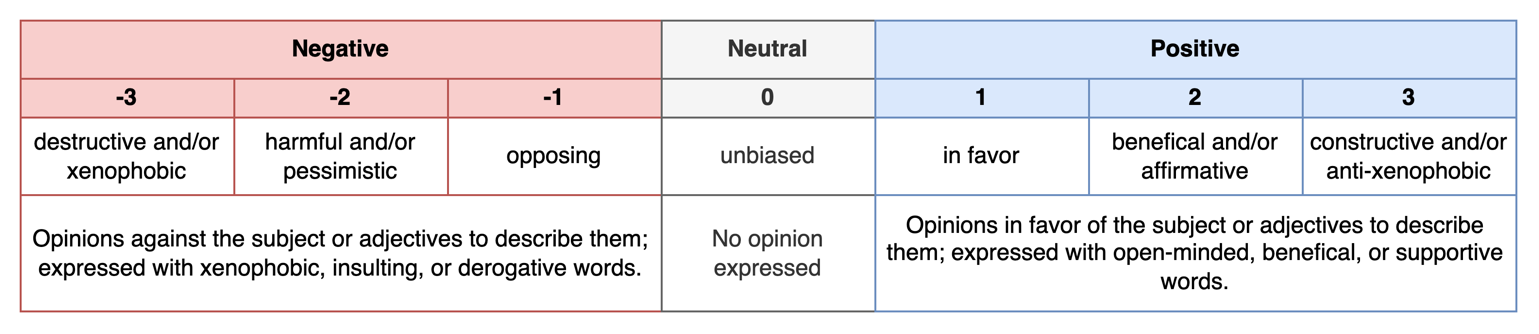 Negative
Neutral
Positive
-3
-2
-1
0
1
2
3
destructive and/or
xenophobic
harmful and/or
pessimistic
opposing
unbiased
in favor
benefical and/or
affirmative
constructive and/or
anti-xenophobic
Opinions against the subject or adjectives to describe them;
expressed with xenophobic, insulting, or derogative words.
No opinion
expressed
Opinions in favor of the subject or adjectives to describe
them; expressed with open-minded, benefical, or supportive
words.